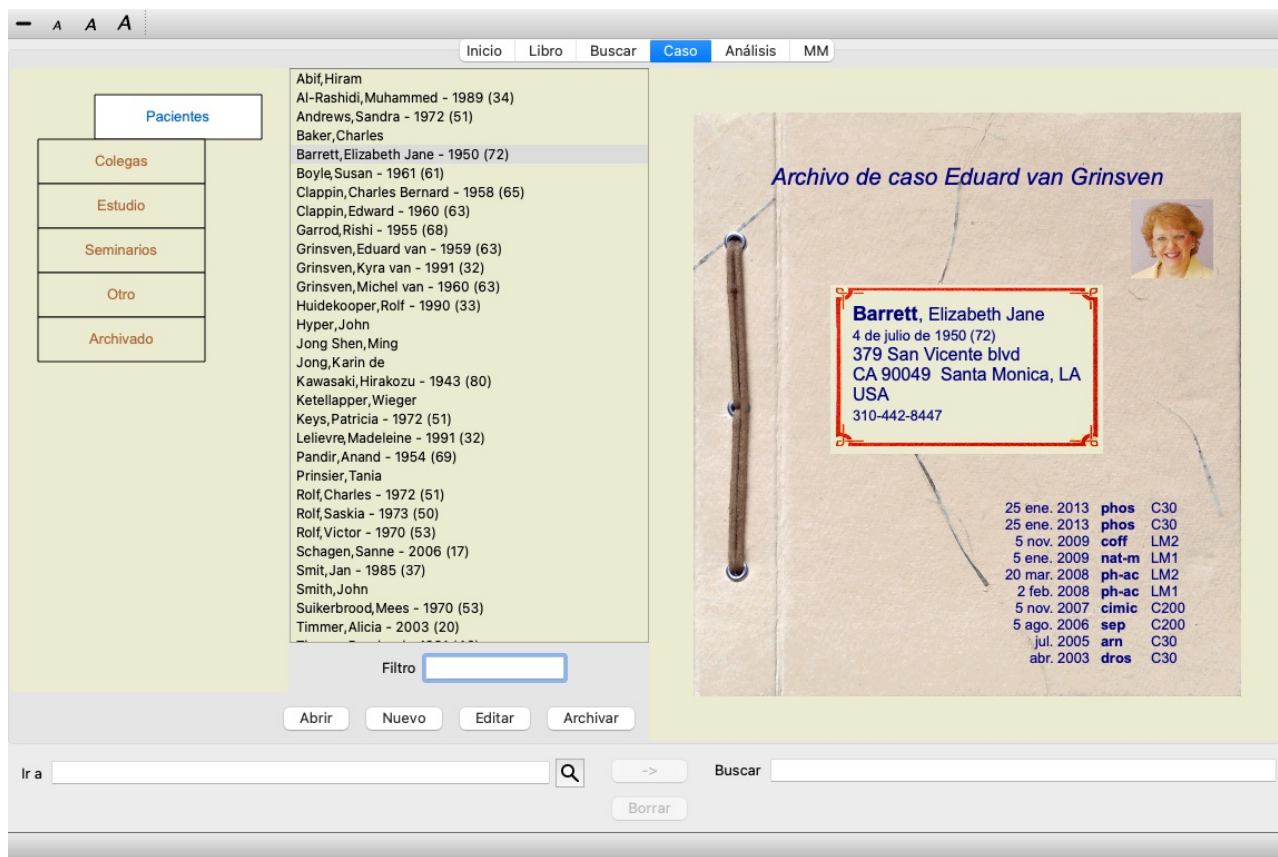 A A A
Inicio Libro Buscar Caso Análisis MM
Pacientes
Colegas
Estudio
Seminarios
Otro
Archivado
Abif,Hiram
Al-Rashidi,Muhammed - 1989 (34)
Andrews,Sandra - 1972 (51)
Baker,Charles
Barrett,Elizabeth Jane - 1950 (72)
Boyle,Susan - 1961 (61)
Clappin,Charles Bernard - 1958 (65)
Clappin,Edward - 1960 (63)
Garrod,Rishi - 1955 (68)
Grinsven,Eduard van - 1959 (63)
Grinsven,Kyra van - 1991 (32)
Grinsven,Michel van - 1960 (63)
Huidekooper,Rolf - 1990 (33)
Hyper,John
Jong Shen,Ming
Jong,Karin de
Kawasaki,Hirakozu - 1943 (80)
Ketellapper,Wieger
Keys,Patricia - 1972 (51)
Lelievre,Madeleine - 1991 (32)
Pandir,Anand - 1954 (69)
Prinsier,Tania
Rolf,Charles - 1972 (51)
Rolf,Saskia - 1973 (50)
Rolf,Victor - 1970 (53)
Schagen,Sanne - 2006 (17)
Smit,Jan - 1985 (37)
Smith,John
Suikerbrood,Mees - 1970 (53)
Timmer,Alicia - 2003 (20)
Filtro
Abrir Nuevo Editar Archivar
Archivo de caso Eduard van Grinsven
Barrett, Elizabeth Jane
4 de julio de 1950 (72)
379 San Vicente blvd
CA 90049 Santa Monica, LA
USA
310-442-8447
25 ene. 2013 phos C30
25 ene. 2013 phos C30
5 nov. 2009 coff LM2
5 ene. 2009 nat-m LM1
20 mar. 2008 ph-ac LM2
2 feb. 2008 ph-ac LM1
5 nov. 2007 cimic C200
5 ago. 2006 sep C200
jul. 2005 arn C30
abr. 2003 dros C30
Ir a -> Buscar
Borrar